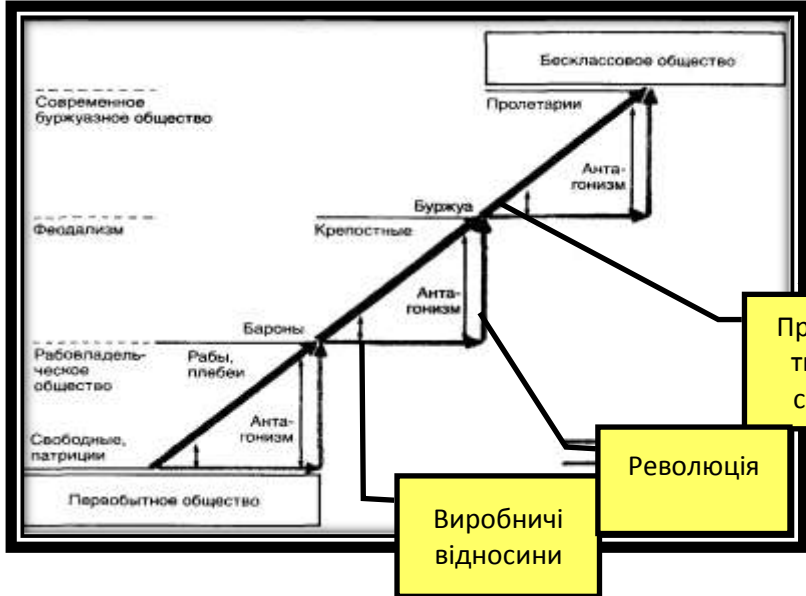 Бесклассовое общество
Современное
буржуазное общество
Пролетарии
Анта-
гонизм
Буржуа
Феодализм
Крепостные
Анта-
гонизм
Бароны
Рабовладель-
ческое
общество
Рабы,
плебеи
Анта-
гонизм
Свободные,
патриции
Первобытное общество
Революція
Виробничі
відносини